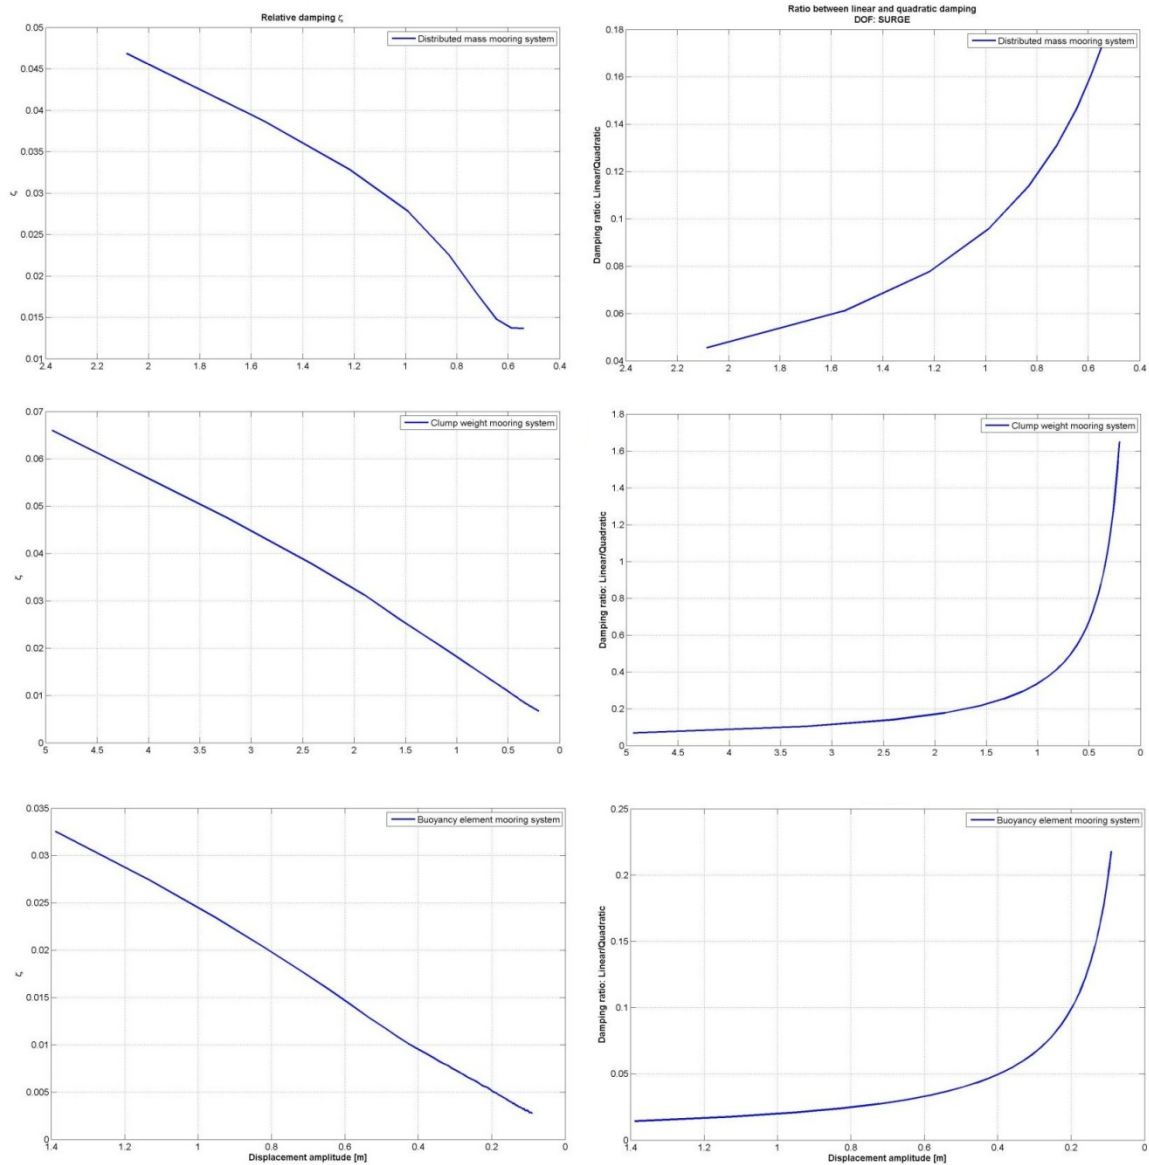 Relative damping ζ
0.05
0.045
0.04
0.035
0.03
0.025
0.02
0.015
0.01
ζ
Distributed mass mooring system
2.4 2.2 2 1.8 1.6 1.4 1.2 1 0.8 0.6 0.4
Ratio between linear and quadratic damping
DOF: SURGE
0.18
0.16
0.14
0.12
0.1
0.08
0.06
0.04
Damping ratio: Linear/Quadratic
Distributed mass mooring system
2.4 2.2 2 1.8 1.6 1.4 1.2 1 0.8 0.6 0.4
0.07
0.06
0.05
0.04
0.03
0.02
0.01
0
ζ
Clump weight mooring system
5 4.5 4 3.5 3 2.5 2 1.5 1 0.5 0
1.8
1.6
1.4
1.2
1
0.8
0.6
0.4
0.2
0
Damping ratio: Linear/Quadratic
Clump weight mooring system
5 4.5 4 3.5 3 2.5 2 1.5 1 0.5 0
0.035
0.03
0.025
0.02
0.015
0.01
0.005
0
ζ
Buoyancy element mooring system
1.4 1.2 1 0.8 0.6 0.4 0.2 0
Displacement amplitude [m]
0.25
0.2
0.15
0.1
0.05
0
Damping ratio: Linear/Quadratic
Buoyancy element mooring system
1.4 1.2 1 0.8 0.6 0.4 0.2 0
Displacement amplitude [m]